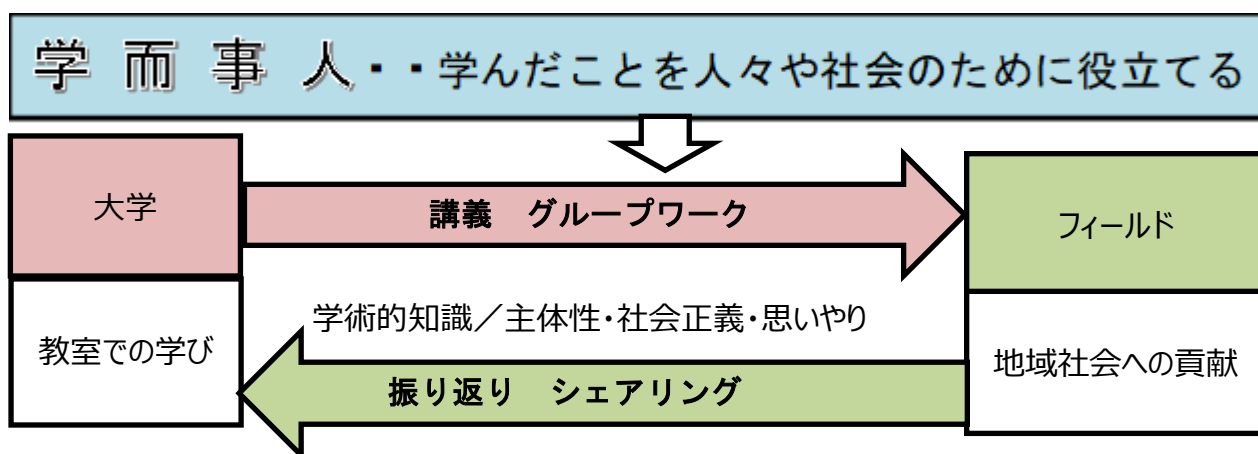 学 而 事 人・・学んだことを人々や社会のために役立てる
大学
講義 グループワーク
フィールド
学術的知識／主体性・社会正義・思いやり
教室での学び
地域社会への貢献
振り返り シェアリング